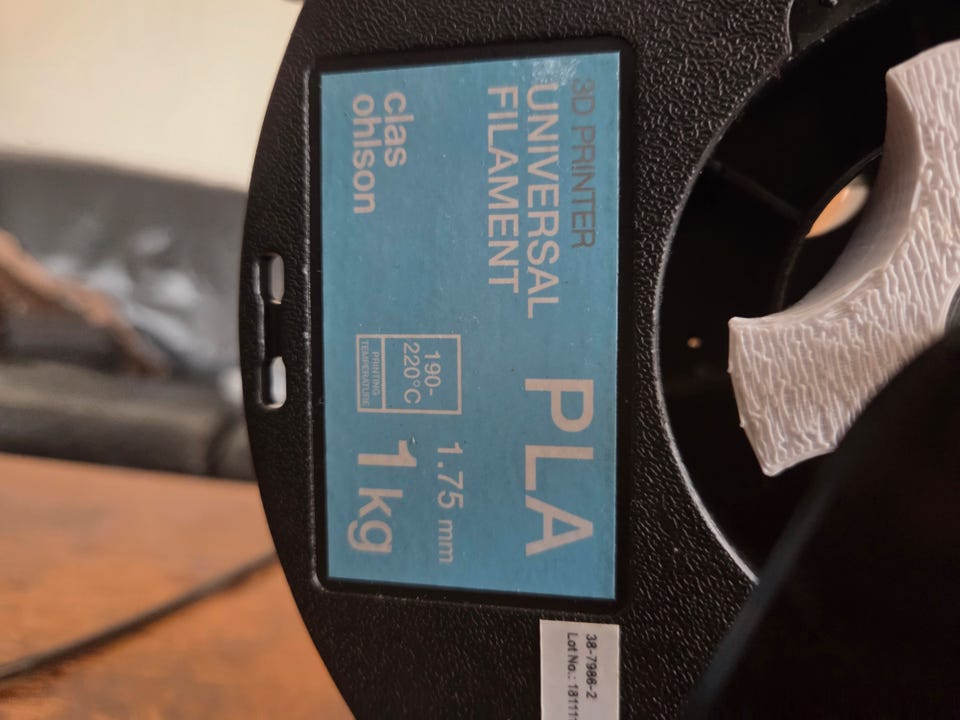 3D PRINTER
UNIVERSAL
FILAMENT
PLA
190-
220°C
PRINTING
TEMPERATURE
1.75 mm
1 kg
clas
ohlson
38-7986-2
Lot No.: